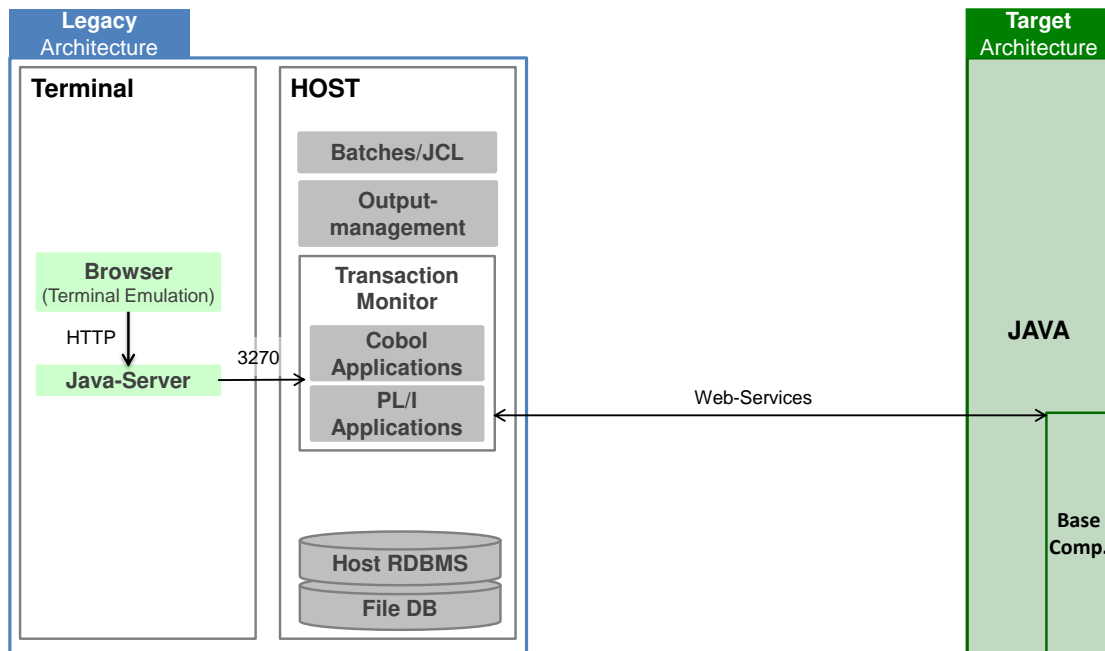 Legacy
Architecture
Target
Architecture
Terminal
HOST
Batches/JCL
Output-
management
Transaction
Monitor
Browser
(Terminal Emulation)
HTTP
Java-Server
3270
Cobol
Applications
PL/I
Applications
Web-Services
JAVA
Base
Comp.
Host RDBMS
File DB